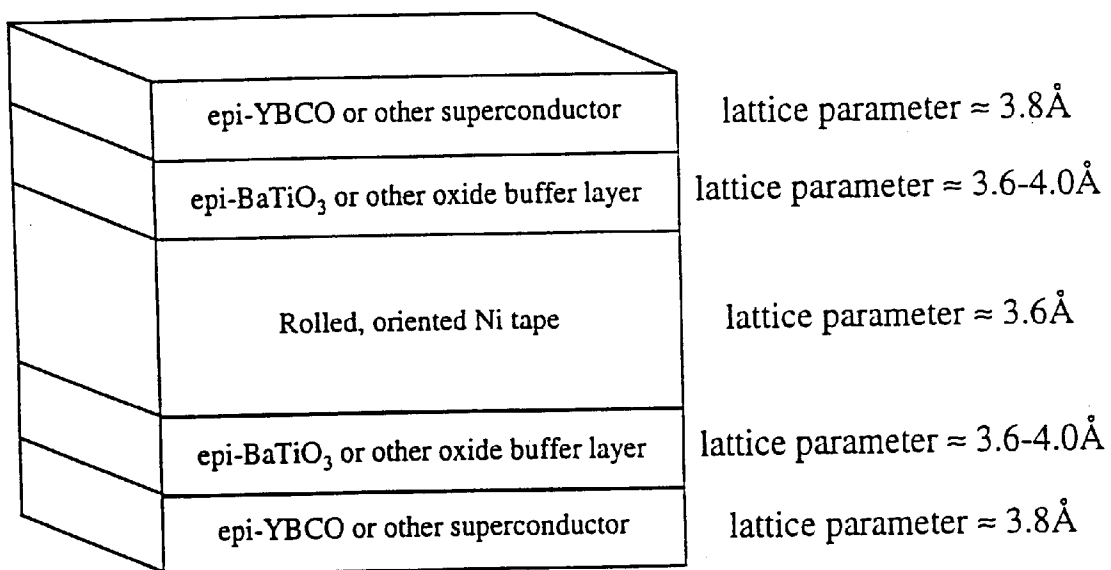 epi-YBCO or other superconductor lattice parameter ≈ 3.8Å
epi-BaTiO₃ or other oxide buffer layer lattice parameter ≈ 3.6-4.0Å
Rolled, oriented Ni tape lattice parameter ≈ 3.6Å
epi-BaTiO₃ or other oxide buffer layer lattice parameter ≈ 3.6-4.0Å
epi-YBCO or other superconductor lattice parameter ≈ 3.8Å